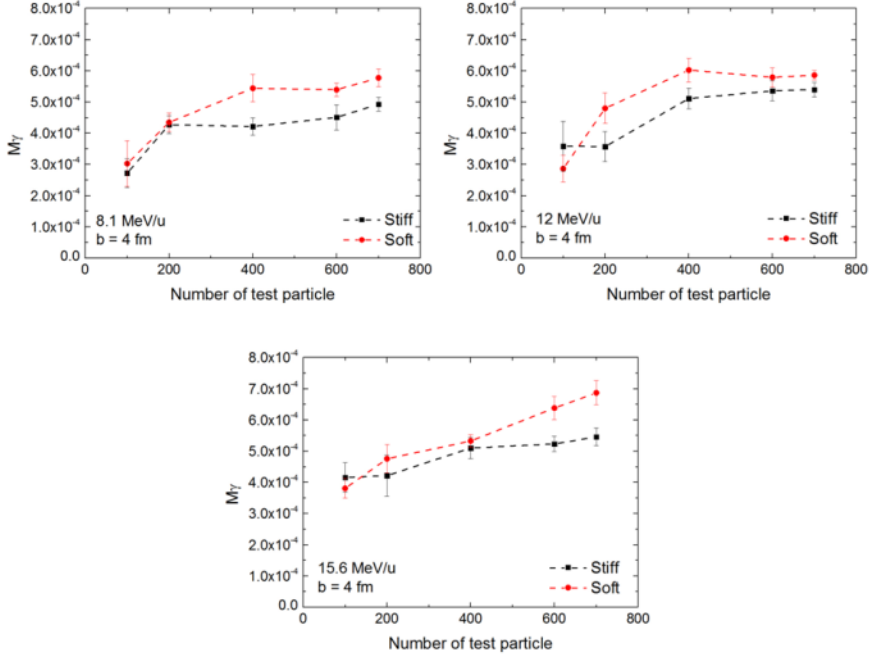 8.0x10⁻⁴
7.0x10⁻⁴
6.0x10⁻⁴
5.0x10⁻⁴
4.0x10⁻⁴
3.0x10⁻⁴
2.0x10⁻⁴
1.0x10⁻⁴
0.0
Mγ
8.1 MeV/u
b = 4 fm
Stiff
Soft
0 200 400 600 800
Number of test particle
8.0x10⁻⁴
7.0x10⁻⁴
6.0x10⁻⁴
5.0x10⁻⁴
4.0x10⁻⁴
3.0x10⁻⁴
2.0x10⁻⁴
1.0x10⁻⁴
0.0
Mγ
12 MeV/u
b = 4 fm
Stiff
Soft
0 200 400 600 800
Number of test particle
8.0x10⁻⁴
7.0x10⁻⁴
6.0x10⁻⁴
5.0x10⁻⁴
4.0x10⁻⁴
3.0x10⁻⁴
2.0x10⁻⁴
1.0x10⁻⁴
0.0
Mγ
15.6 MeV/u
b = 4 fm
Stiff
Soft
0 200 400 600 800
Number of test particle